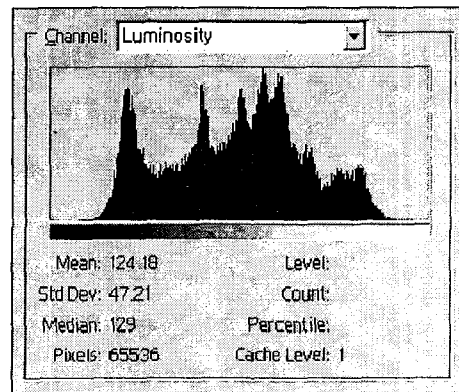 Channel: Luminosity
Mean: 124.18 Level:
Std Dev: 47.21 Count:
Median: 129 Percentile:
Pixels: 65536 Cache Level: 1